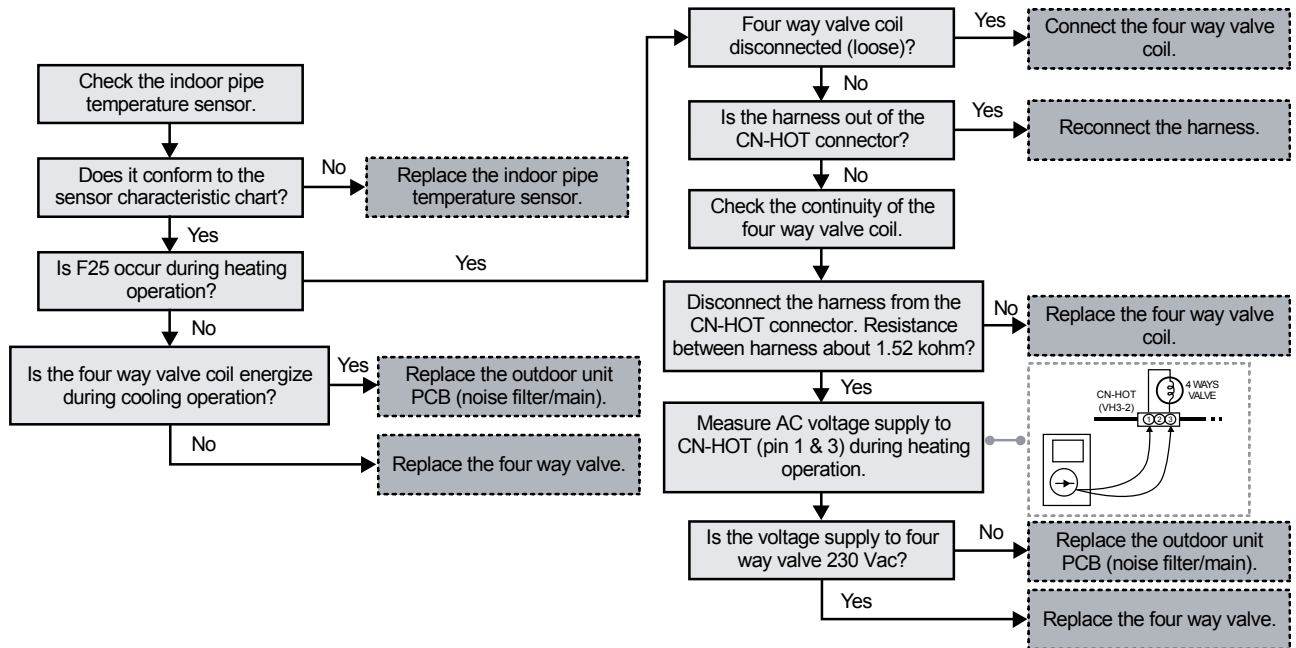 Check the indoor pipe
temperature sensor.
Does it conform to the
sensor characteristic chart?
No
Replace the indoor pipe
temperature sensor.
Yes
Is F25 occur during heating
operation?
Yes
No
Is the four way valve coil energize
during cooling operation?
Yes
Replace the outdoor unit
PCB (noise filter/main).
No
Replace the four way valve.
Four way valve coil
disconnected (loose)?
Yes
Connect the four way valve
coil.
No
Is the harness out of the
CN-HOT connector?
Yes
Reconnect the harness.
No
Check the continuity of the
four way valve coil.
Disconnect the harness from the
CN-HOT connector. Resistance
between harness about 1.52 kohm?
No
Replace the four way valve
coil.
Yes
Measure AC voltage supply to
CN-HOT (pin 1 & 3) during heating
operation.
CN-HOT
(VH3-2)
4 WAYS
VALVE
1 2 3
Is the voltage supply to four
way valve 230 Vac?
No
Replace the outdoor unit
PCB (noise filter/main).
Yes
Replace the four way valve.